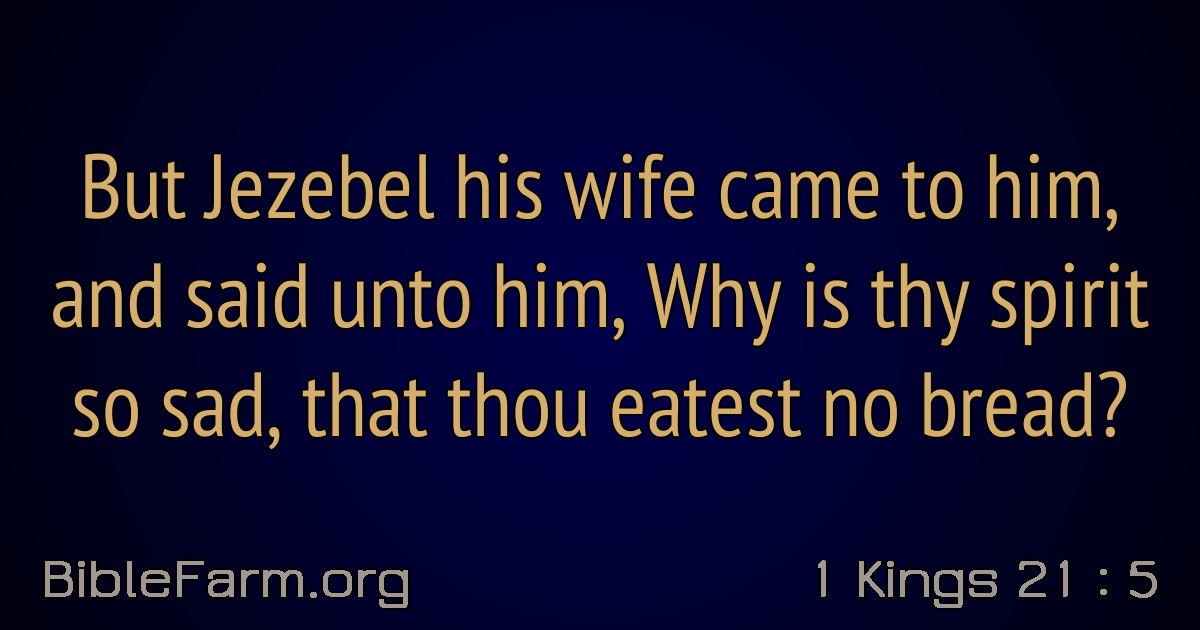 But Jezebel his wife came to him,
and said unto him, Why is thy spirit
so sad, that thou eatest no bread?
BibleFarm.org
1 Kings 21 : 5